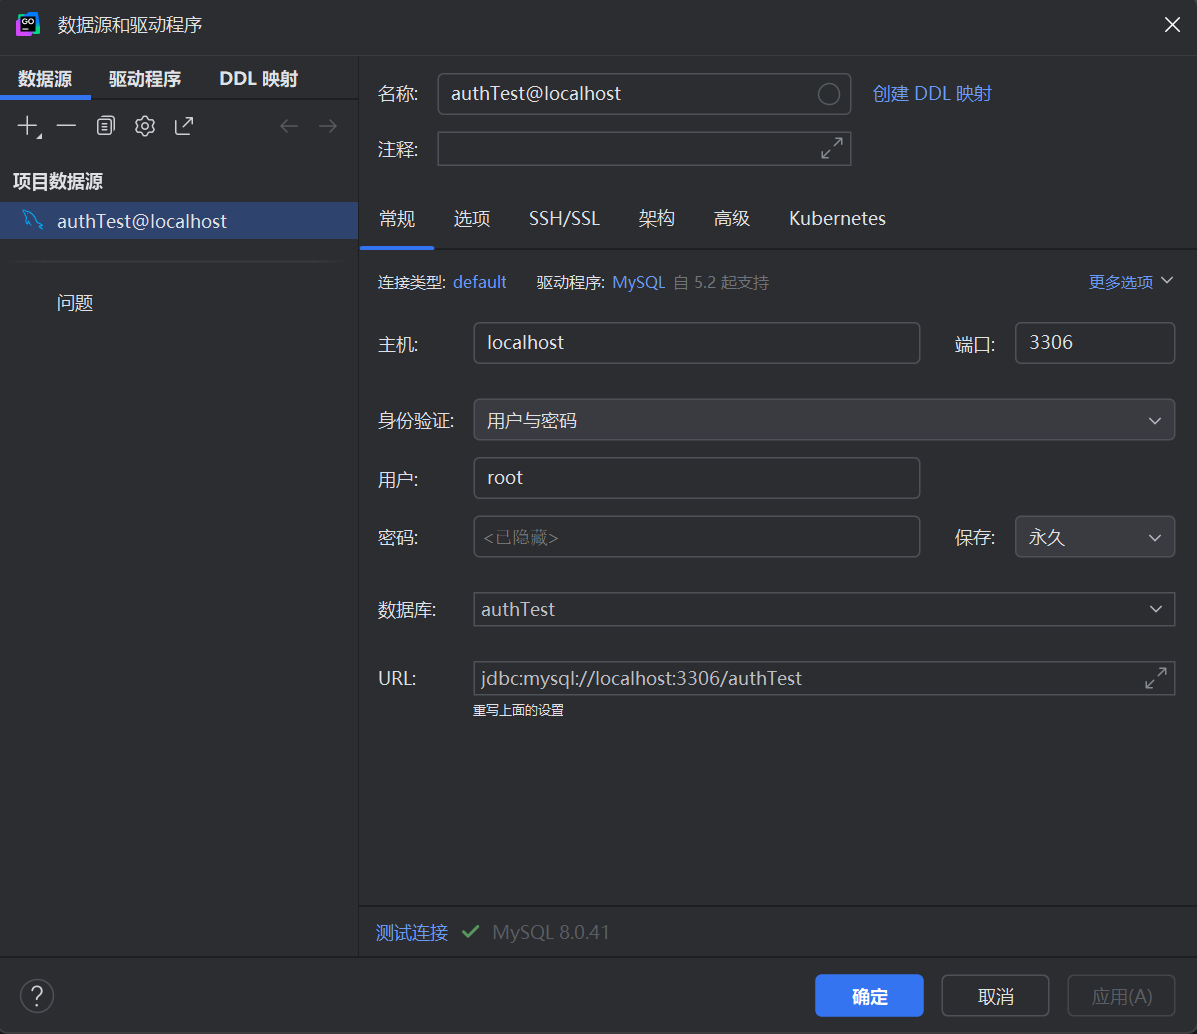 数据源和驱动程序
数据源 驱动程序 DDL 映射
项目数据源
authTest@localhost
问题
名称: authTest@localhost 创建 DDL 映射
注释:
常规 选项 SSH/SSL 架构 高级 Kubernetes
连接类型: default 驱动程序: MySQL 自 5.2 起支持 更多选项
主机: localhost 端口: 3306
身份验证: 用户与密码
用户: root
密码: <已隐藏> 保存: 永久
数据库: authTest
URL: jdbc:mysql://localhost:3306/authTest
重写上面的设置
测试连接 MySQL 8.0.41
? 确定 取消 应用(A)